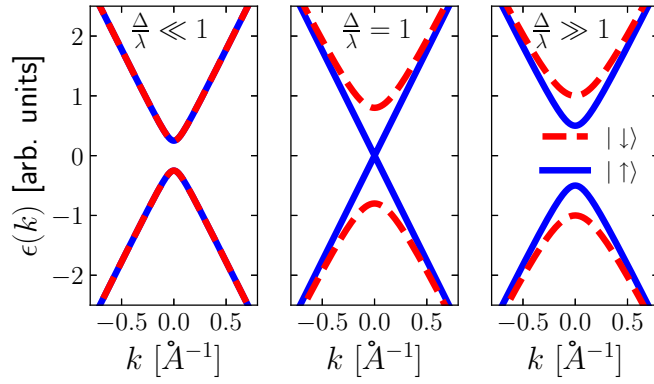 ϵ(k) [arb. units]
2
1
0
−1
−2
Δ/λ ≪ 1
Δ/λ = 1
Δ/λ ≫ 1
| ↓⟩
| ↑⟩
−0.5 0.0 0.5
−0.5 0.0 0.5
−0.5 0.0 0.5
k [Å⁻¹]
k [Å⁻¹]
k [Å⁻¹]